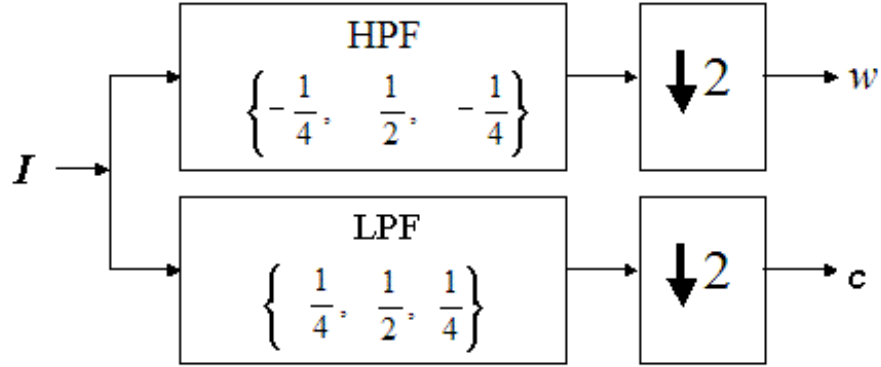 HPF
{-1/4, 1/2, -1/4}
↓2
w
I
LPF
{1/4, 1/2, 1/4}
↓2
c